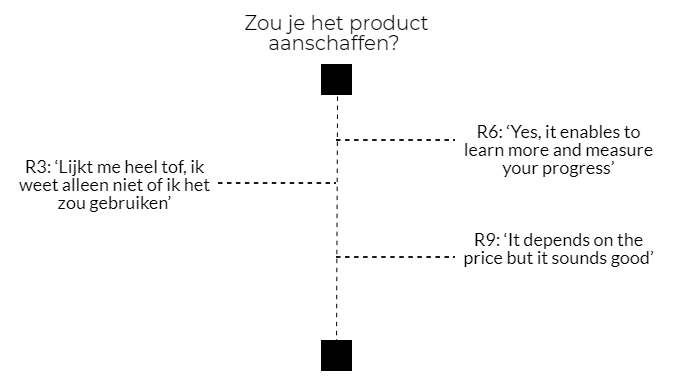 Zou je het product
aanschaffen?
R6: ‘Yes, it enables to
learn more and measure
your progress’
R3: ‘Lijkt me heel tof, ik
weet alleen niet of ik het
zou gebruiken’
R9: ‘It depends on the
price but it sounds good’